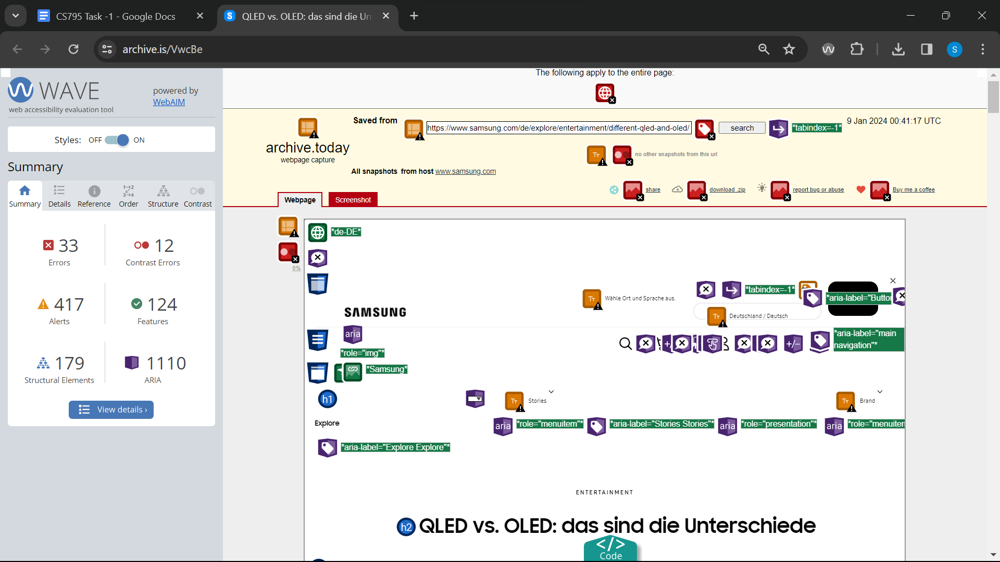 CS795 Task -1 - Google Docs
QLED vs. OLED: das sind die Un
archive.is/VwcBe
S
WAVE
web accessibility evaluation tool
powered by
WebAIM
Styles: OFF ON
Summary
Summary Details Reference Order Structure Contrast
33
Errors
12
Contrast Errors
417
Alerts
124
Features
179
Structural Elements
1110
ARIA
View details ›
The following apply to the entire page:
archive.today
webpage capture
Saved from
https://www.samsung.com/de/explore/entertainment/different-qled-and-oled/
search
*tabindex=-1*
9 Jan 2024 00:41:17 UTC
no other snapshots from this url
All snapshots from host www.samsung.com
share
download .zip
report bug or abuse
Buy me a coffee
Webpage
Screenshot
0%
*de-DE*
Wähle Ort und Sprache aus.
*tabindex=-1*
*aria-label="Butto
Deutschland / Deutsch
SAMSUNG
aria
*role="img"*
*aria-label="main
navigation"*
*Samsung*
h1
Stories
Brand
Explore
aria *role="menuitem"*
*aria-label="Stories Stories"*
aria *role="presentation"*
aria *role="menuiten
*aria-label="Explore Explore"*
ENTERTAINMENT
h2 QLED vs. OLED: das sind die Unterschiede
</>
Code